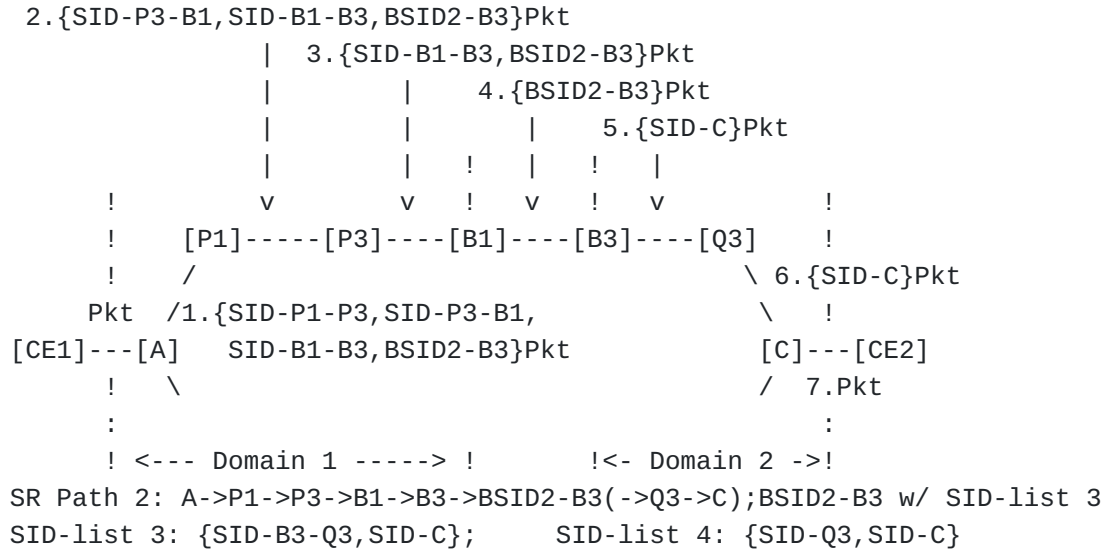 2.{SID-P3-B1,SID-B1-B3,BSID2-B3}Pkt
| 3.{SID-B1-B3,BSID2-B3}Pkt
| | 4.{BSID2-B3}Pkt
| | | 5.{SID-C}Pkt
| | ! | ! |
! v v ! v ! v !
! [P1]-----[P3]----[B1]----[B3]----[Q3] !
! / \ 6.{SID-C}Pkt
Pkt /1.{SID-P1-P3,SID-P3-B1, \ !
[CE1]---[A] SID-B1-B3,BSID2-B3}Pkt [C]---[CE2]
! \ / 7.Pkt
: :
! <--- Domain 1 -----> ! !<- Domain 2 ->!
SR Path 2: A->P1->P3->B1->B3->BSID2-B3(->Q3->C);BSID2-B3 w/ SID-list 3
SID-list 3: {SID-B3-Q3,SID-C}; SID-list 4: {SID-Q3,SID-C}